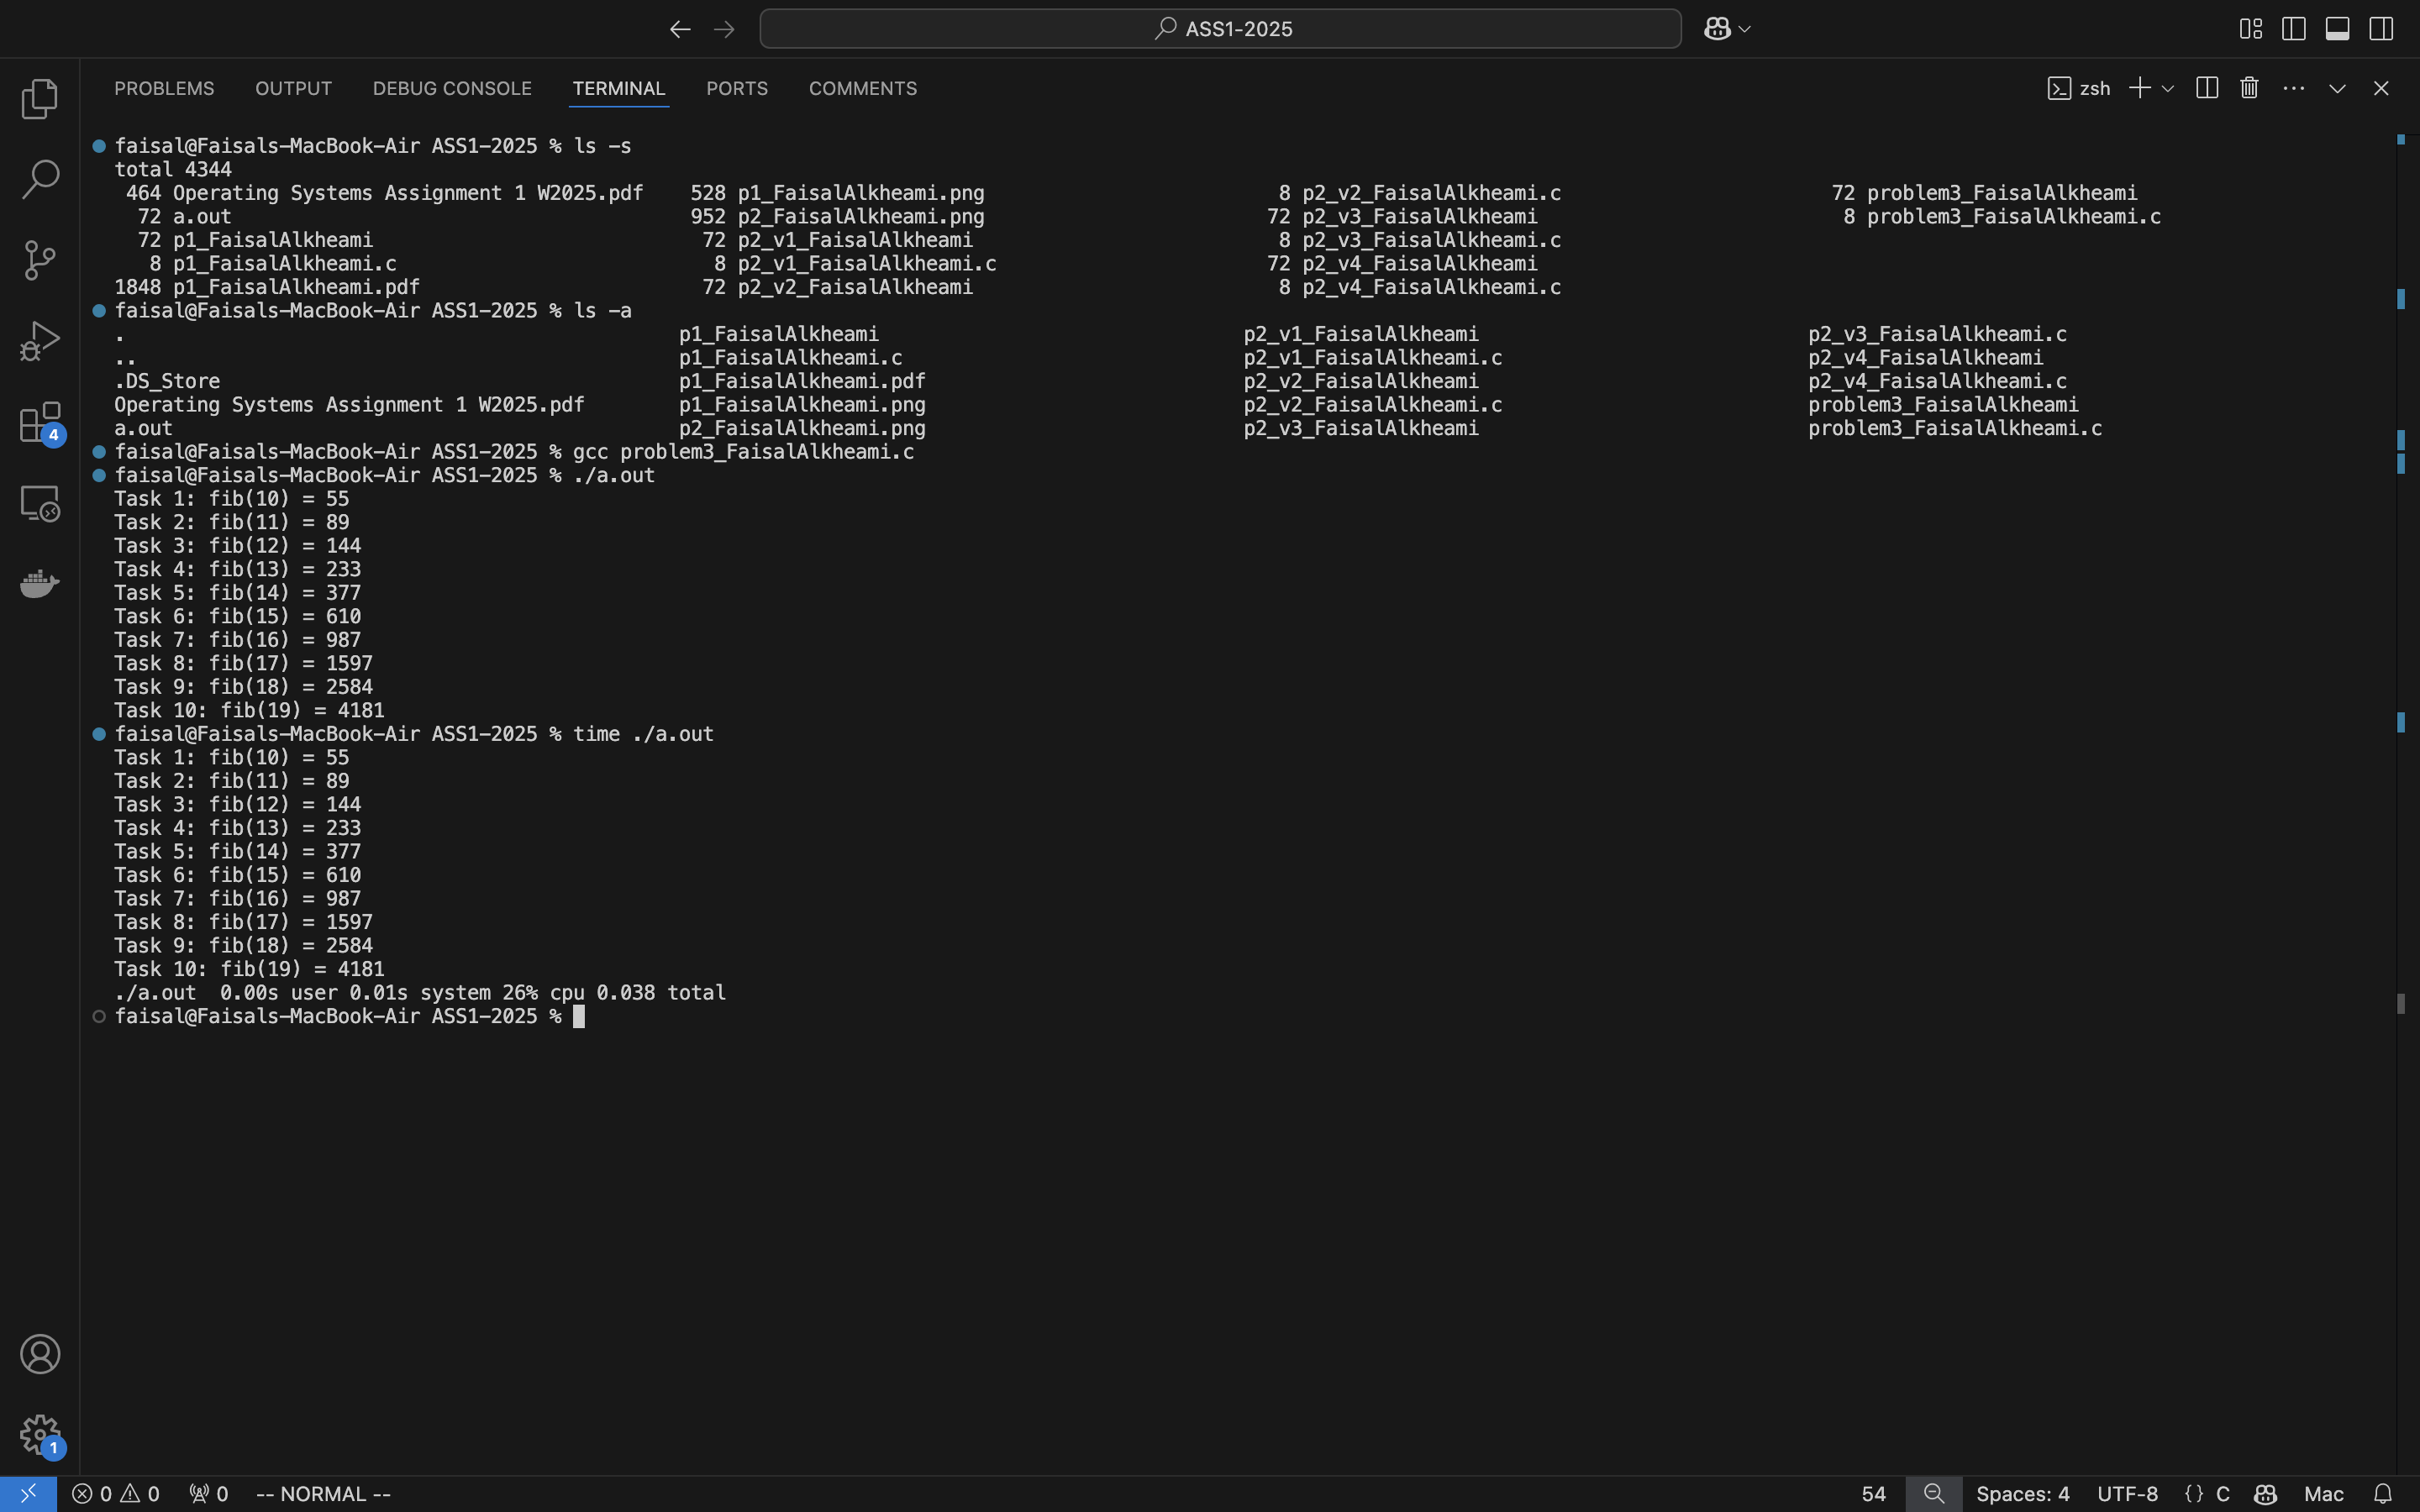 ASS1-2025
PROBLEMS OUTPUT DEBUG CONSOLE TERMINAL PORTS COMMENTS zsh
faisal@Faisals-MacBook-Air ASS1-2025 % ls -s
total 4344
464 Operating Systems Assignment 1 W2025.pdf 528 p1_FaisalAlkheami.png 8 p2_v2_FaisalAlkheami.c 72 problem3_FaisalAlkheami
72 a.out 952 p2_FaisalAlkheami.png 72 p2_v3_FaisalAlkheami 8 problem3_FaisalAlkheami.c
72 p1_FaisalAlkheami 72 p2_v1_FaisalAlkheami 8 p2_v3_FaisalAlkheami.c
8 p1_FaisalAlkheami.c 8 p2_v1_FaisalAlkheami.c 72 p2_v4_FaisalAlkheami
1848 p1_FaisalAlkheami.pdf 72 p2_v2_FaisalAlkheami 8 p2_v4_FaisalAlkheami.c
faisal@Faisals-MacBook-Air ASS1-2025 % ls -a
. p1_FaisalAlkheami p2_v1_FaisalAlkheami p2_v3_FaisalAlkheami.c
.. p1_FaisalAlkheami.c p2_v1_FaisalAlkheami.c p2_v4_FaisalAlkheami
.DS_Store p1_FaisalAlkheami.pdf p2_v2_FaisalAlkheami p2_v4_FaisalAlkheami.c
Operating Systems Assignment 1 W2025.pdf p1_FaisalAlkheami.png p2_v2_FaisalAlkheami.c problem3_FaisalAlkheami
a.out p2_FaisalAlkheami.png p2_v3_FaisalAlkheami problem3_FaisalAlkheami.c
faisal@Faisals-MacBook-Air ASS1-2025 % gcc problem3_FaisalAlkheami.c
faisal@Faisals-MacBook-Air ASS1-2025 % ./a.out
Task 1: fib(10) = 55
Task 2: fib(11) = 89
Task 3: fib(12) = 144
Task 4: fib(13) = 233
Task 5: fib(14) = 377
Task 6: fib(15) = 610
Task 7: fib(16) = 987
Task 8: fib(17) = 1597
Task 9: fib(18) = 2584
Task 10: fib(19) = 4181
faisal@Faisals-MacBook-Air ASS1-2025 % time ./a.out
Task 1: fib(10) = 55
Task 2: fib(11) = 89
Task 3: fib(12) = 144
Task 4: fib(13) = 233
Task 5: fib(14) = 377
Task 6: fib(15) = 610
Task 7: fib(16) = 987
Task 8: fib(17) = 1597
Task 9: fib(18) = 2584
Task 10: fib(19) = 4181
./a.out 0.00s user 0.01s system 26% cpu 0.038 total
faisal@Faisals-MacBook-Air ASS1-2025 %
4
1
0 0 0 -- NORMAL -- 54 Spaces: 4 UTF-8 {} C Mac